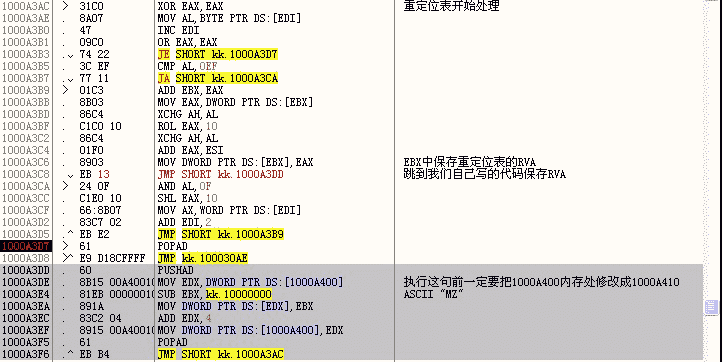 1000A3AC > 31C0 XOR EAX,EAX 重定位表开始处理
1000A3AE . 8A07 MOV AL,BYTE PTR DS:[EDI]
1000A3B0 . 47 INC EDI
1000A3B1 . 09C0 OR EAX,EAX
1000A3B3 . 74 22 JE SHORT kk.1000A3D7
1000A3B5 . 3C EF CMP AL,0EF
1000A3B7 . 77 11 JA SHORT kk.1000A3CA
1000A3B9 > 01C3 ADD EBX,EAX
1000A3BB . 8B03 MOV EAX,DWORD PTR DS:[EBX]
1000A3BD . 86C4 XCHG AH,AL
1000A3BF . C1C0 10 ROL EAX,10
1000A3C2 . 86C4 XCHG AH,AL
1000A3C4 . 01F0 ADD EAX,ESI
1000A3C6 . 8903 MOV DWORD PTR DS:[EBX],EAX EBX中保存重定位表的RVA
1000A3C8 . EB 13 JMP SHORT kk.1000A3DD 跳到我们自己写的代码保存RVA
1000A3CA > 24 0F AND AL,0F
1000A3CC . C1E0 10 SHL EAX,10
1000A3CF . 66:8B07 MOV AX,WORD PTR DS:[EDI]
1000A3D2 . 83C7 02 ADD EDI,2
1000A3D5 .^ EB E2 JMP SHORT kk.1000A3B9
1000A3D7 > 61 POPAD
1000A3D8 >- E9 D18CFFFF JMP kk.100030AE
1000A3DD . 60 PUSHAD
1000A3DE . 8B15 00A40010 MOV EDX,DWORD PTR DS:[1000A400] 执行这句前一定要把1000A400内存处修改成1000A410
1000A3E4 . 81EB 00000010 SUB EBX,kk.10000000 ASCII "MZ"
1000A3EA . 891A MOV DWORD PTR DS:[EDX],EBX
1000A3EC . 83C2 04 ADD EDX,4
1000A3EF . 8915 00A40010 MOV DWORD PTR DS:[1000A400],EDX
1000A3F5 . 61 POPAD
1000A3F6 .^ EB B4 JMP SHORT kk.1000A3AC